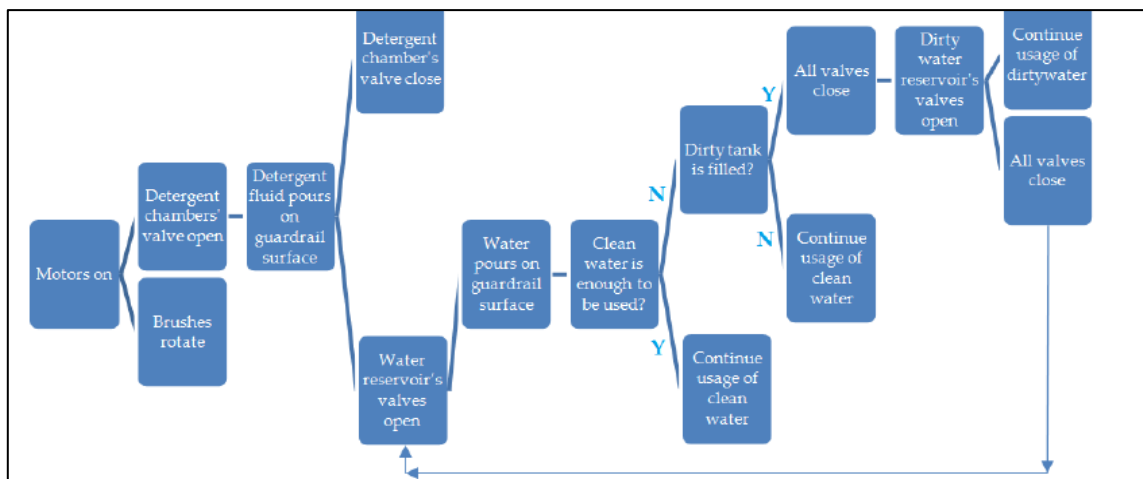 Motors on
Detergent
chambers'
valve open
Brushes
rotate
Detergent
fluid pours
on
guardrail
surface
Detergent
chamber's
valve close
Water
reservoir's
valves
open
Water
pours on
guardrail
surface
Clean
water is
enough to
be used?
N
Y
Dirty tank
is filled?
Continue
usage of
clean
water
Y
N
All valves
close
Continue
usage of
clean
water
Dirty
water
reservoir's
valves
open
Continue
usage of
dirtywater
All valves
close